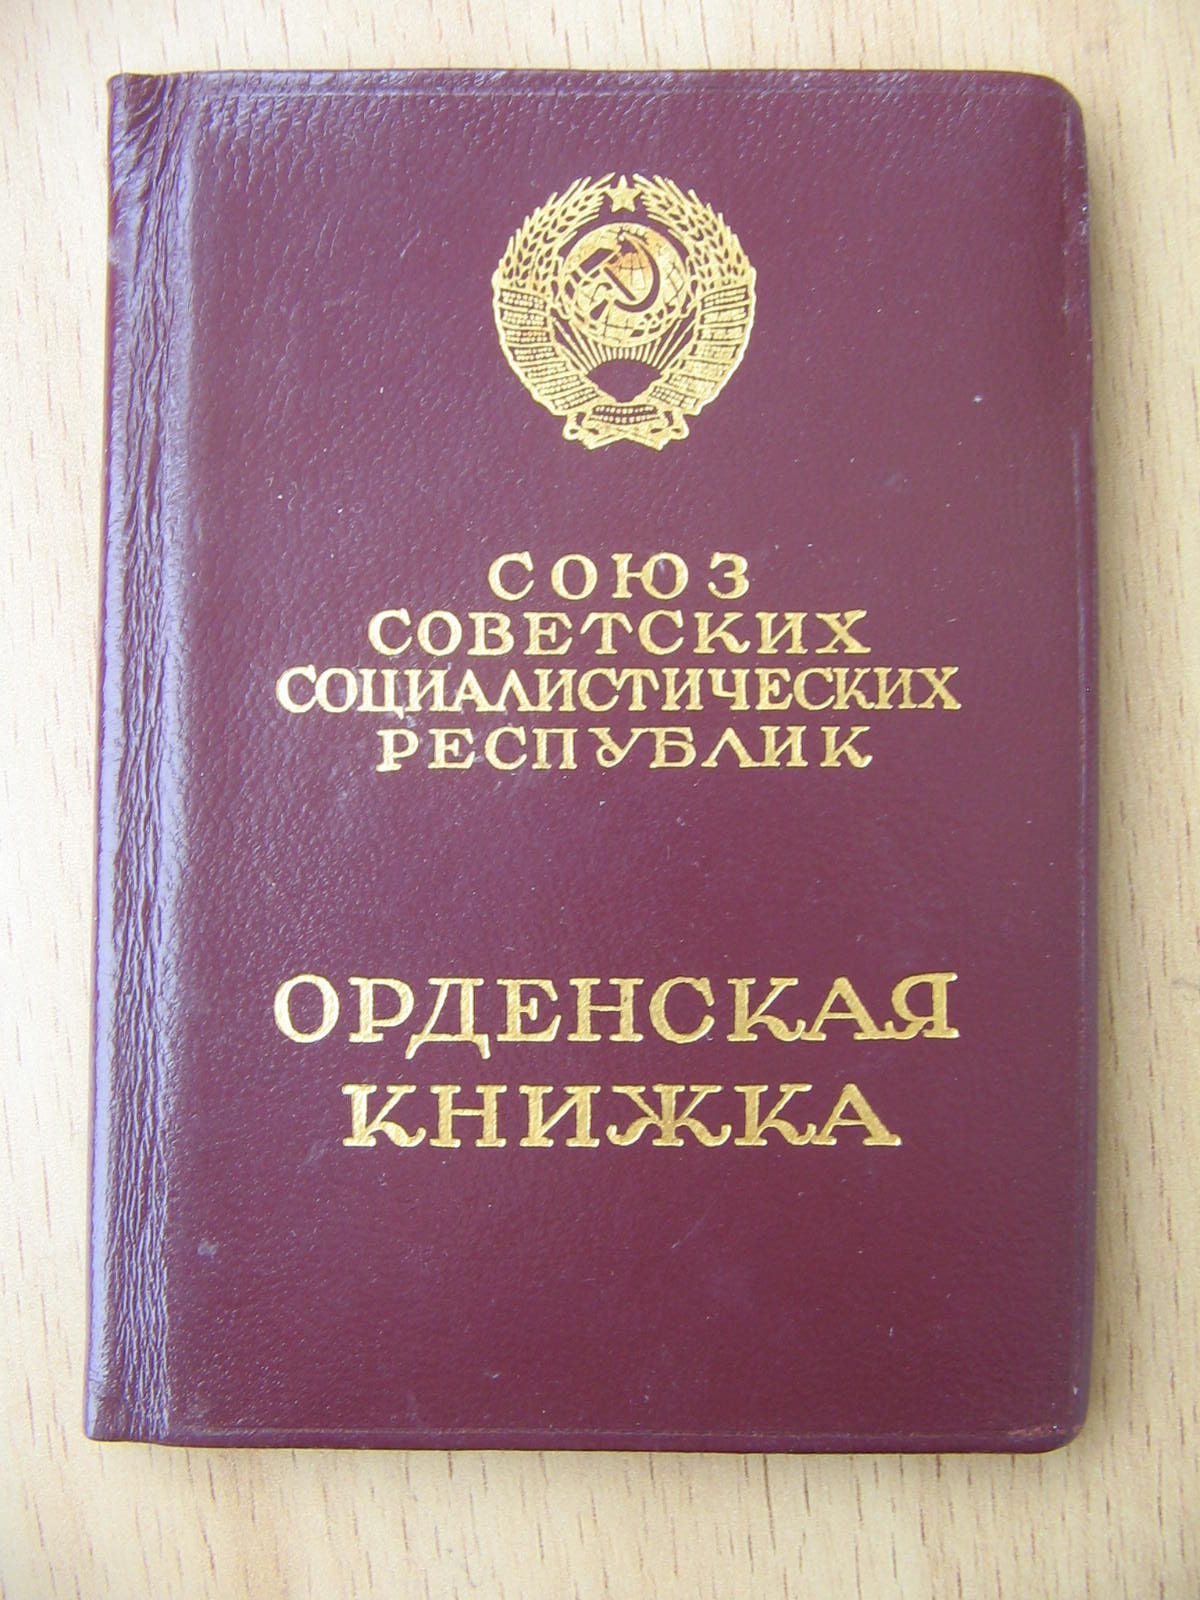 СОЮЗ
СОВЕТСКИХ
СОЦИАЛИСТИЧЕСКИХ
РЕСПУБЛИК
ОРДЕНСКАЯ
КНИЖКА